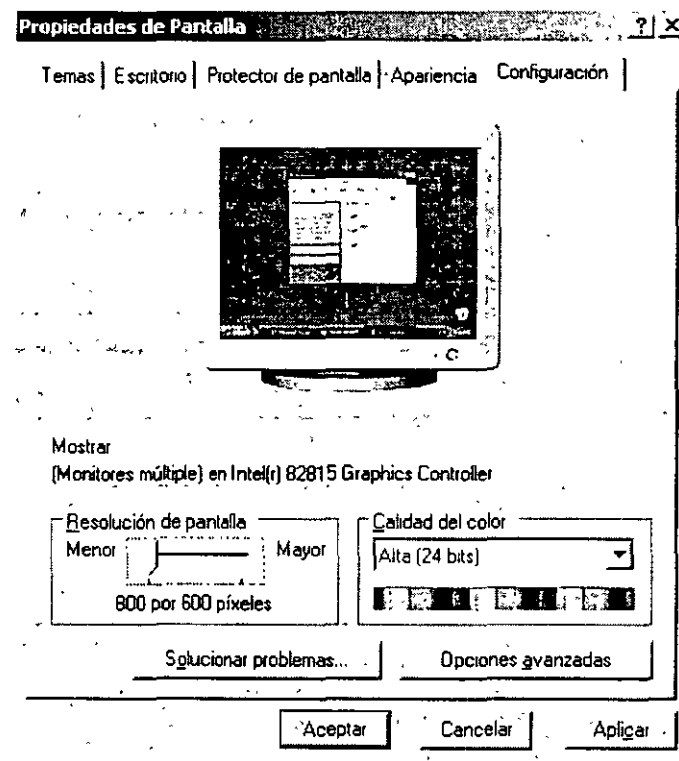 Propiedades de Pantalla ? X
Temas Escritorio Protector de pantalla Apariencia Configuración
Mostrar
(Monitores múltiple) en Intel(r) 82815 Graphics Controller
Resolución de pantalla
Menor Mayor
800 por 600 píxeles
Calidad del color
Alta (24 bits)
Solucionar problemas... Opciones avanzadas
Aceptar Cancelar Aplicar